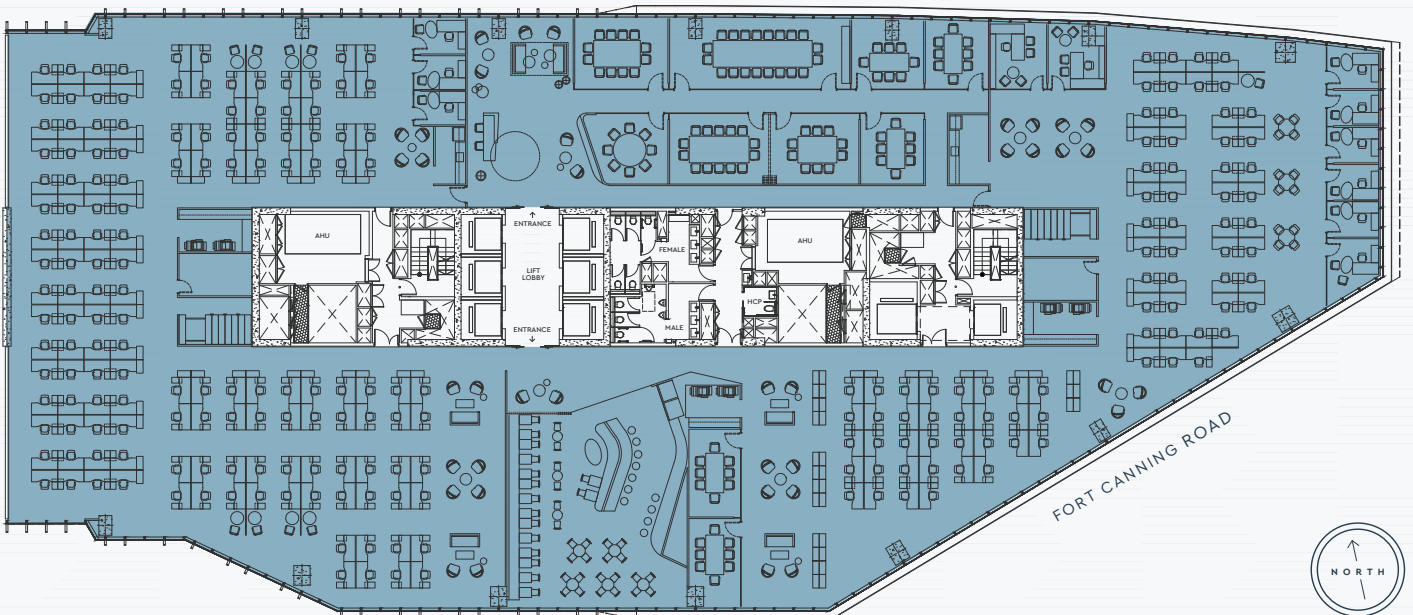 ENTRANCE
AHU
LIFT
LOBBY
ENTRANCE
FEMALE
MALE
AHU
HCP
FORT CANNING ROAD
NORTH